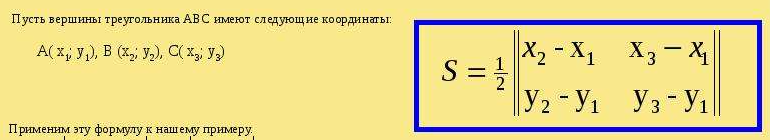 Пусть вершины треугольника ABC имеют следующие координаты:
A( x₁; y₁), B (x₂; y₂), C( x₃; y₃)
S = 1/2 || x₂ - x₁ x₃ – x₁
y₂ - y₁ y₃ - y₁ ||
Применим эту формулу к нашему примеру.